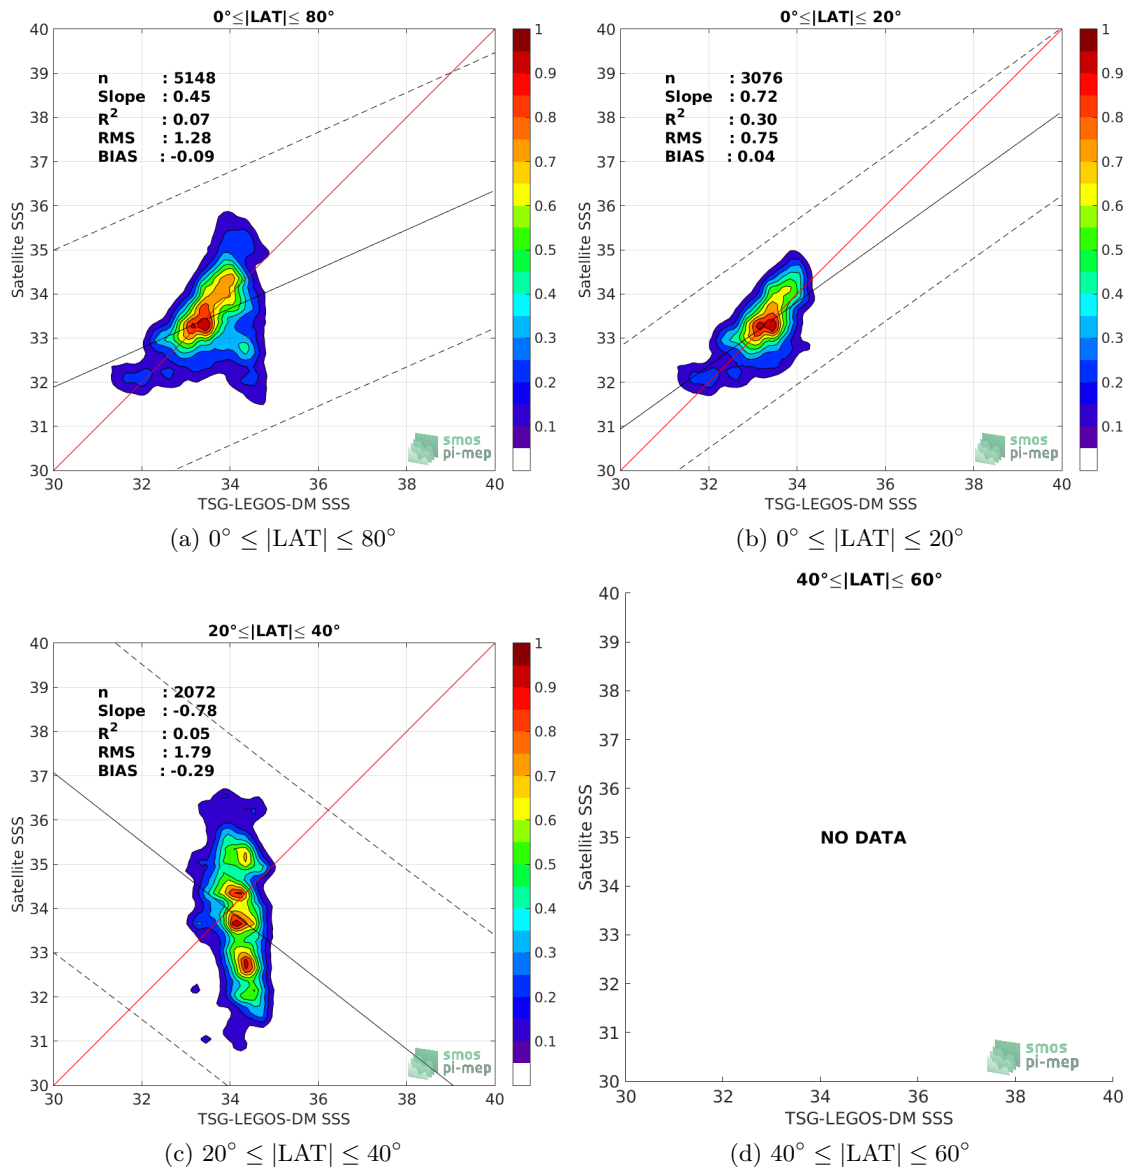 0°≤|LAT|≤ 80°
n : 5148
Slope : 0.45
R² : 0.07
RMS : 1.28
BIAS : -0.09
40
39
38
37
36
35
34
33
32
31
30
Satellite SSS
30 32 34 36 38 40
TSG-LEGOS-DM SSS
smos
pi-mep
1
0.9
0.8
0.7
0.6
0.5
0.4
0.3
0.2
0.1
(a) 0° ≤ |LAT| ≤ 80°
0°≤|LAT|≤ 20°
n : 3076
Slope : 0.72
R² : 0.30
RMS : 0.75
BIAS : 0.04
40
39
38
37
36
35
34
33
32
31
30
Satellite SSS
30 32 34 36 38 40
TSG-LEGOS-DM SSS
smos
pi-mep
1
0.9
0.8
0.7
0.6
0.5
0.4
0.3
0.2
0.1
(b) 0° ≤ |LAT| ≤ 20°
20°≤|LAT|≤ 40°
n : 2072
Slope : -0.78
R² : 0.05
RMS : 1.79
BIAS : -0.29
40
39
38
37
36
35
34
33
32
31
30
Satellite SSS
30 32 34 36 38 40
TSG-LEGOS-DM SSS
smos
pi-mep
1
0.9
0.8
0.7
0.6
0.5
0.4
0.3
0.2
0.1
(c) 20° ≤ |LAT| ≤ 40°
40°≤|LAT|≤ 60°
40
39
38
37
36
35
34
33
32
31
30
Satellite SSS
NO DATA
30 32 34 36 38 40
TSG-LEGOS-DM SSS
smos
pi-mep
(d) 40° ≤ |LAT| ≤ 60°